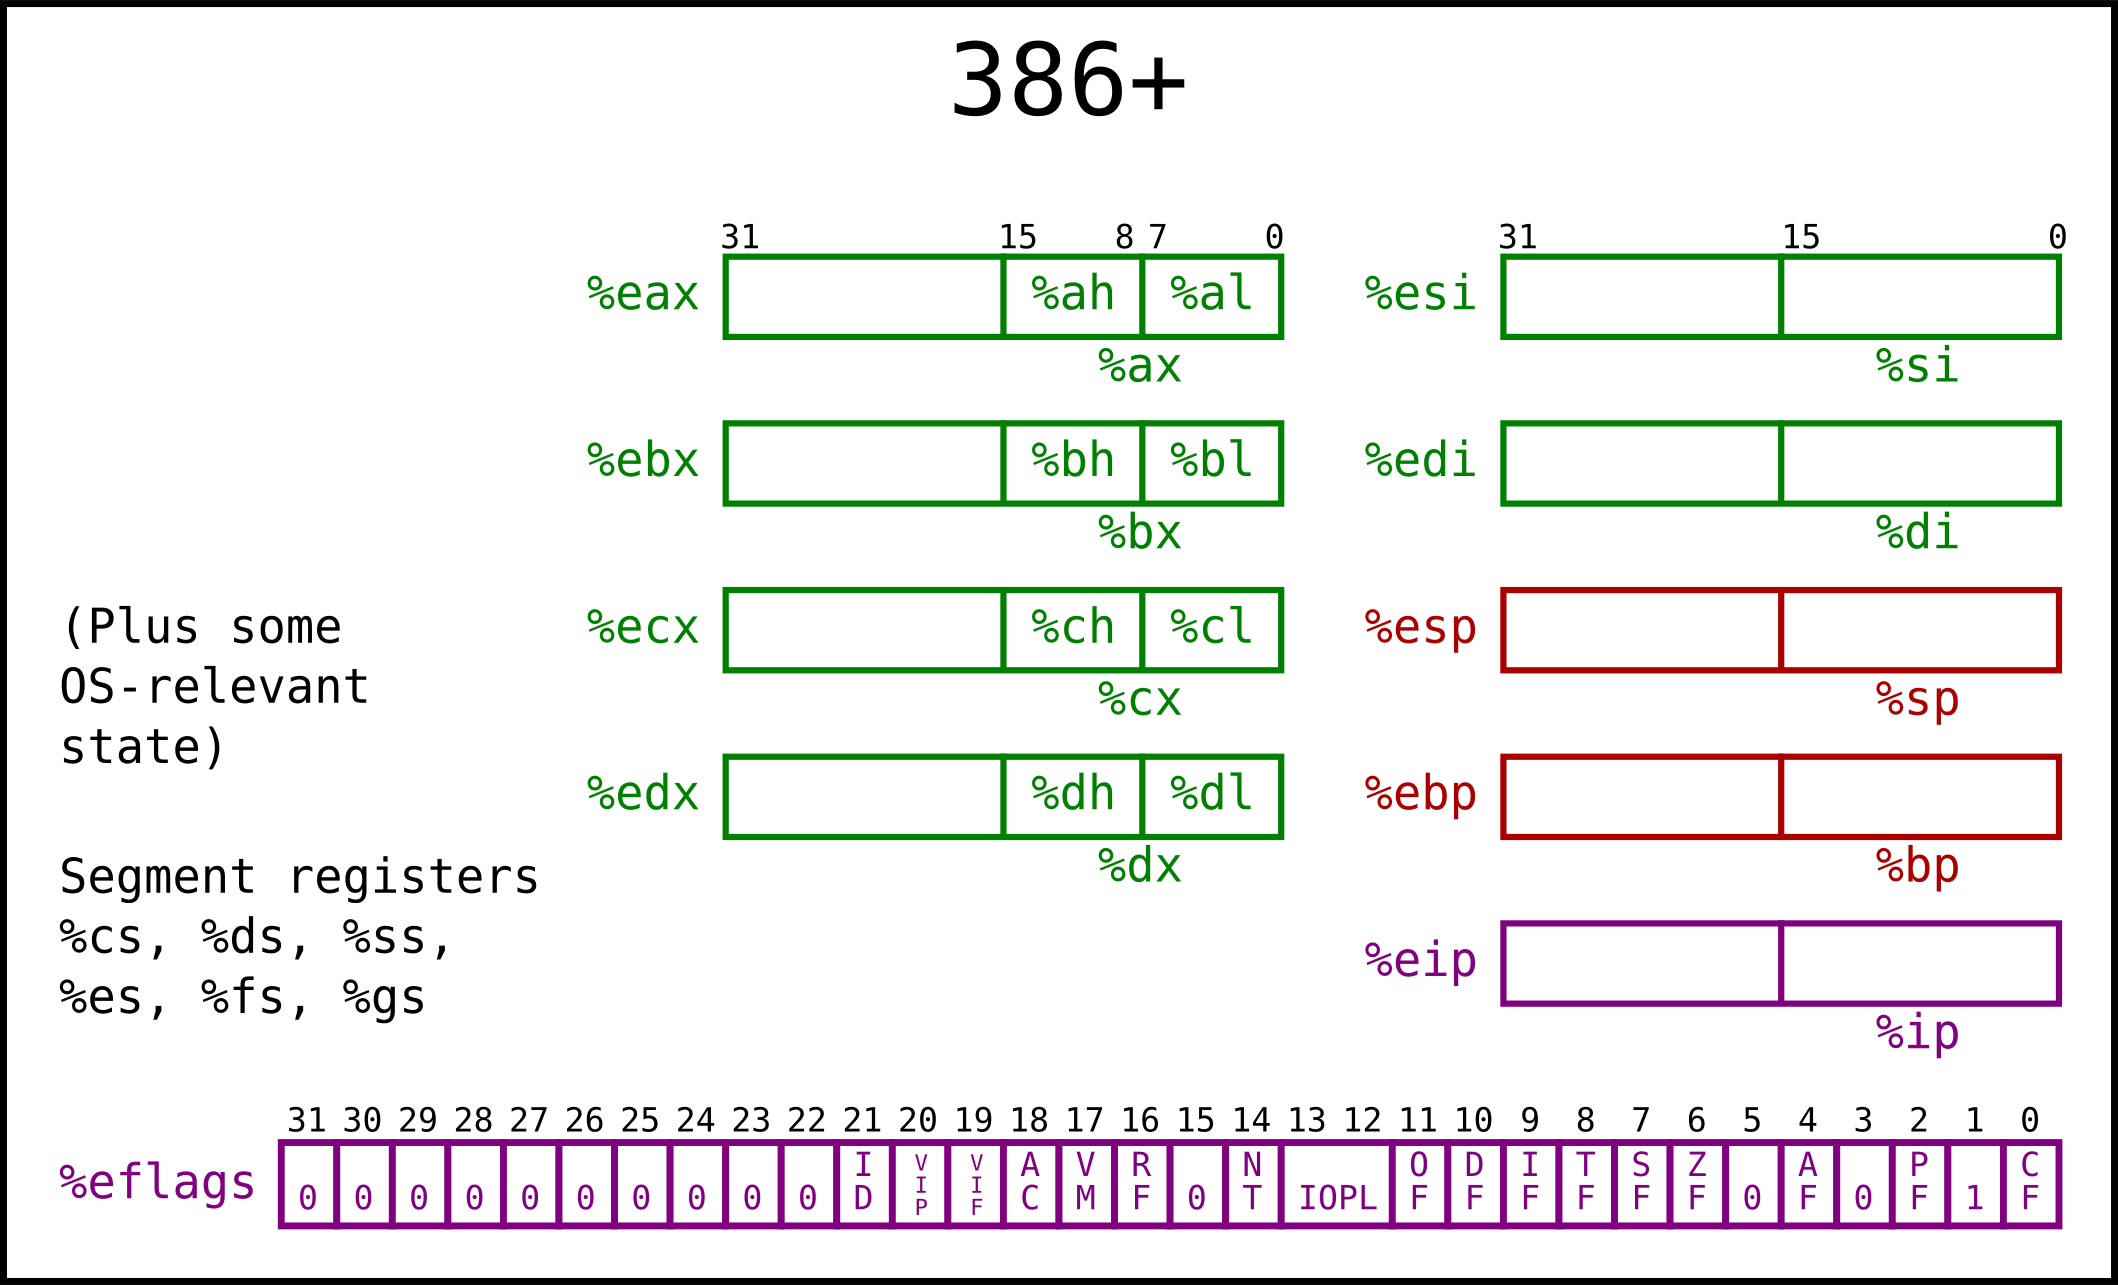 386+
31 15 8 7 0 31 15 0
%eax %ah %al %esi
%ax %si
%ebx %bh %bl %edi
%bx %di
(Plus some
OS-relevant
state)
%ecx %ch %cl %esp
%cx %sp
%edx %dh %dl %ebp
%dx %bp
Segment registers
%cs, %ds, %ss,
%es, %fs, %gs
%eip
%ip
31 30 29 28 27 26 25 24 23 22 21 20 19 18 17 16 15 14 13 12 11 10 9 8 7 6 5 4 3 2 1 0
%eflags 0 0 0 0 0 0 0 0 0 0 ID VIP VIF AC VM RF 0 NT IOPL OF DF IF TF SF ZF 0 AF 0 PF 1 CF